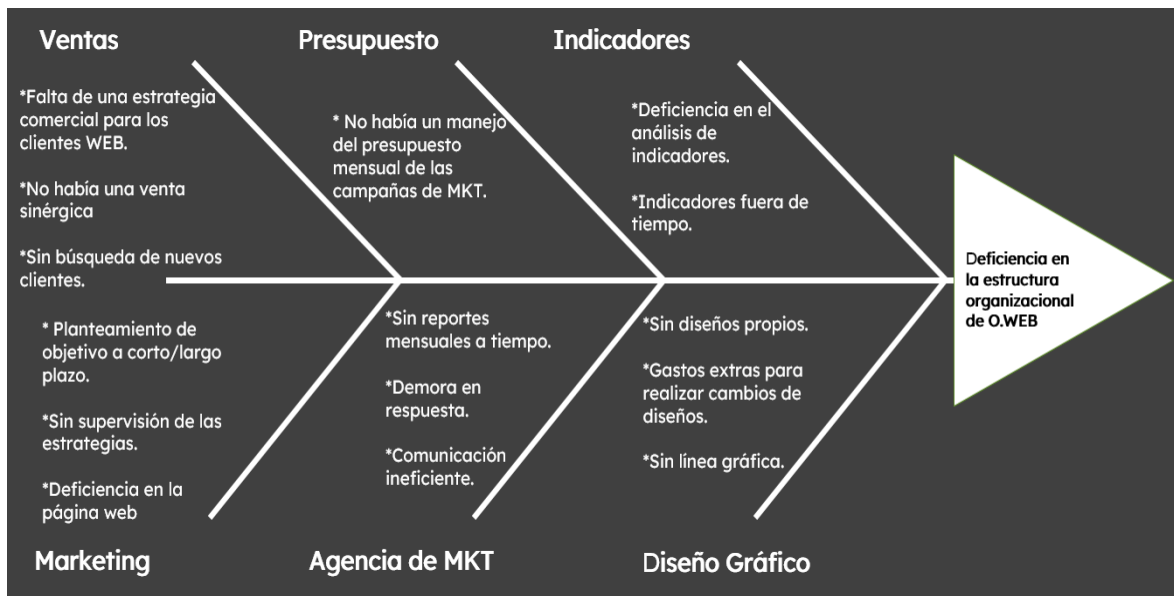 Ventas
*Falta de una estrategia
comercial para los
clientes WEB.
*No había una venta
sinérgica
*Sin búsqueda de nuevos
clientes.
Presupuesto
* No había un manejo
del presupuesto
mensual de las
campañas de MKT.
Indicadores
*Deficiencia en el
análisis de
indicadores.
*Indicadores fuera de
tiempo.
Deficiencia en
la estructura
organizacional
de O.WEB
* Planteamiento de
objetivo a corto/largo
plazo.
*Sin supervisión de las
estrategias.
*Deficiencia en la
página web
Marketing
*Sin reportes
mensuales a tiempo.
*Demora en
respuesta.
*Comunicación
ineficiente.
Agencia de MKT
*Sin diseños propios.
*Gastos extras para
realizar cambios de
diseños.
*Sin línea gráfica.
Diseño Gráfico